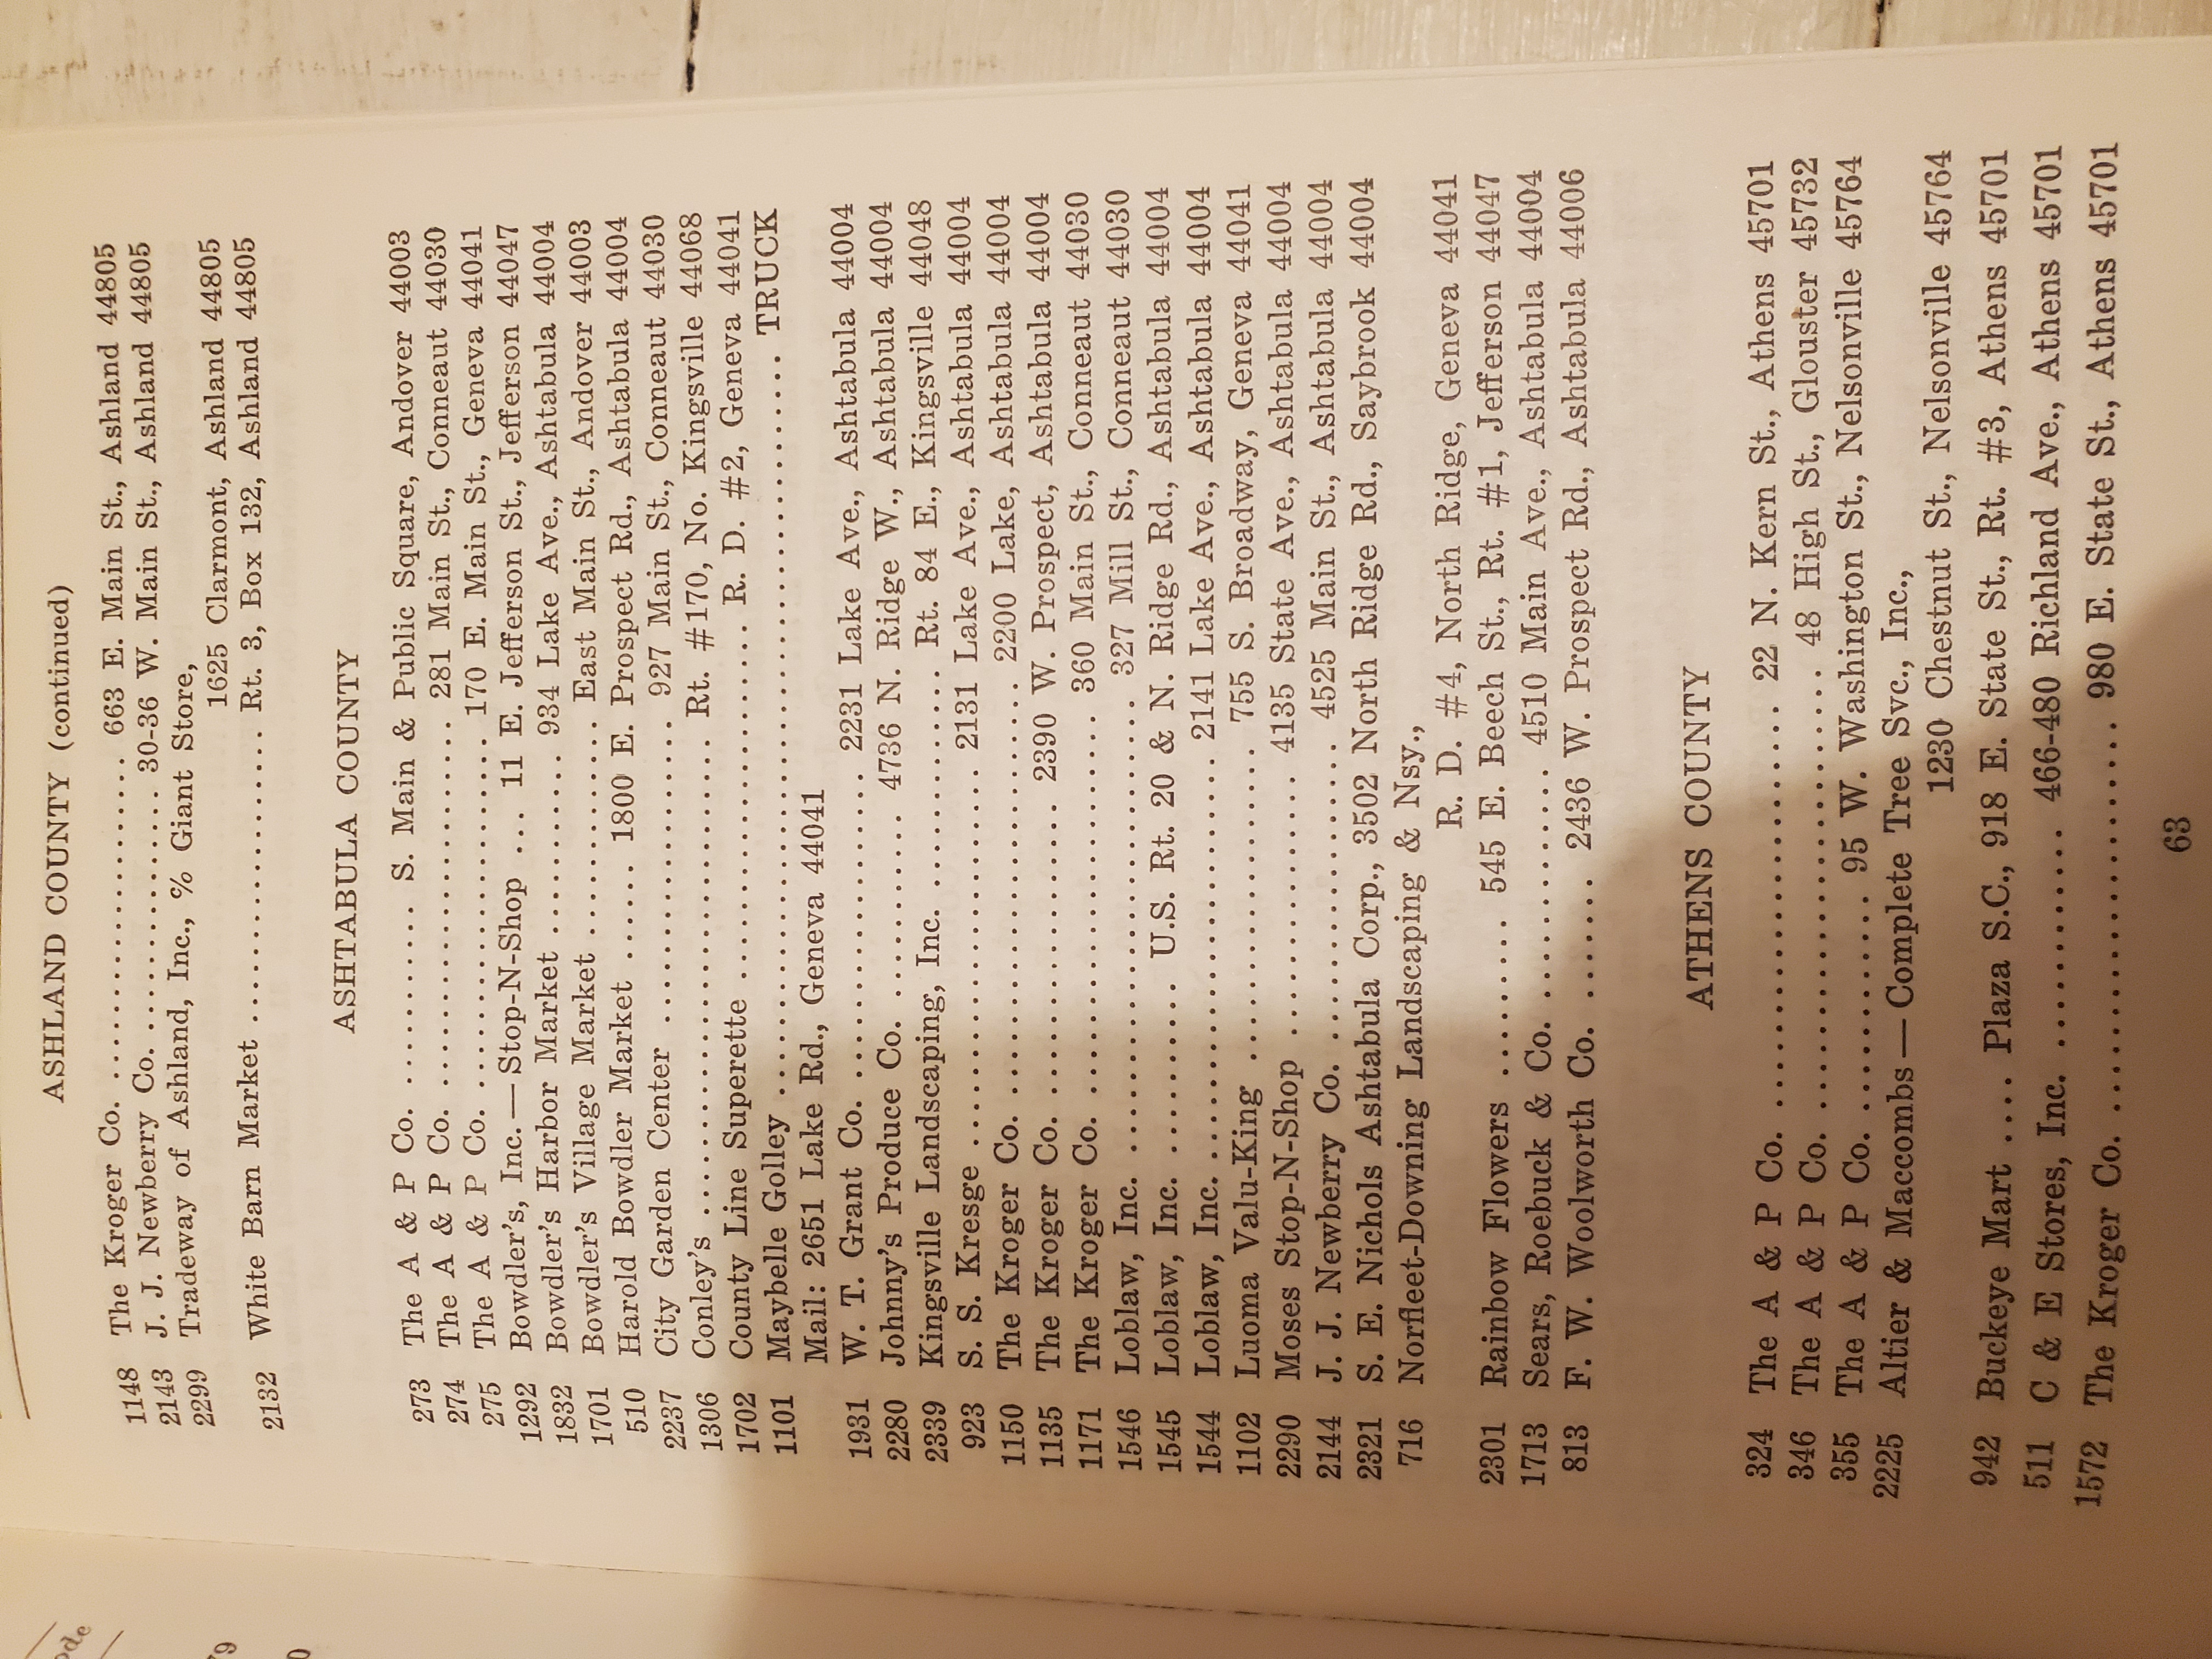 ASHLAND COUNTY (continued)
1148 The Kroger Co. .................... 663 E. Main St., Ashland 44805
2143 J. J. Newberry Co. ................ 30-36 W. Main St., Ashland 44805
2299 Tradeway of Ashland, Inc., % Giant Store,
1625 Clarmont, Ashland 44805
2132 White Barn Market .................. Rt. 3, Box 132, Ashland 44805
ASHTABULA COUNTY
273 The A & P Co. .......... S. Main & Public Square, Andover 44003
274 The A & P Co. ...................... 281 Main St., Conneaut 44030
275 The A & P Co. ...................... 170 E. Main St., Geneva 44041
1292 Bowdler's, Inc.—Stop-N-Shop ... 11 E. Jefferson St., Jefferson 44047
1832 Bowdler's Harbor Market .......... 934 Lake Ave., Ashtabula 44004
1701 Bowdler's Village Market ............ East Main St., Andover 44003
510 Harold Bowdler Market ...... 1800 E. Prospect Rd., Ashtabula 44004
2237 City Garden Center .................. 927 Main St., Conneaut 44030
1306 Conley's ........................... Rt. #170, No. Kingsville 44068
1702 County Line Superette .................. R. D. #2, Geneva 44041
1101 Maybelle Golley ........................................ TRUCK
Mail: 2651 Lake Rd., Geneva 44041
1931 W. T. Grant Co. .................. 2231 Lake Ave., Ashtabula 44004
2280 Johnny's Produce Co. .......... 4736 N. Ridge W., Ashtabula 44004
2339 Kingsville Landscaping, Inc. ............ Rt. 84 E., Kingsville 44048
923 S. S. Kresge ...................... 2131 Lake Ave., Ashtabula 44004
1150 The Kroger Co. ...................... 2200 Lake, Ashtabula 44004
1135 The Kroger Co. ................ 2390 W. Prospect, Ashtabula 44004
1171 The Kroger Co. ...................... 360 Main St., Conneaut 44030
1546 Loblaw, Inc. ......................... 327 Mill St., Conneaut 44030
1545 Loblaw, Inc. .......... U.S. Rt. 20 & N. Ridge Rd., Ashtabula 44004
1544 Loblaw, Inc. ...................... 2141 Lake Ave., Ashtabula 44004
1102 Luoma Valu-King .................. 755 S. Broadway, Geneva 44041
2290 Moses Stop-N-Shop .............. 4135 State Ave., Ashtabula 44004
2144 J. J. Newberry Co. ................ 4525 Main St., Ashtabula 44004
2321 S. E. Nichols Ashtabula Corp., 3502 North Ridge Rd., Saybrook 44004
716 Norfleet-Downing Landscaping & Nsy.,
R. D. #4, North Ridge, Geneva 44041
2301 Rainbow Flowers ......... 545 E. Beech St., Rt. #1, Jefferson 44047
1713 Sears, Roebuck & Co. ............ 4510 Main Ave., Ashtabula 44004
813 F. W. Woolworth Co. ....... 2436 W. Prospect Rd., Ashtabula 44006
ATHENS COUNTY
324 The A & P Co. ...................... 22 N. Kern St., Athens 45701
346 The A & P Co. ...................... 48 High St., Glouster 45732
355 The A & P Co. ........... 95 W. Washington St., Nelsonville 45764
2225 Altier & Maccombs—Complete Tree Svc., Inc.,
1230 Chestnut St., Nelsonville 45764
942 Buckeye Mart .... Plaza S.C., 918 E. State St., Rt. #3, Athens 45701
511 C & E Stores, Inc. ............ 466-480 Richland Ave., Athens 45701
1572 The Kroger Co. ...................... 980 E. State St., Athens 45701
63